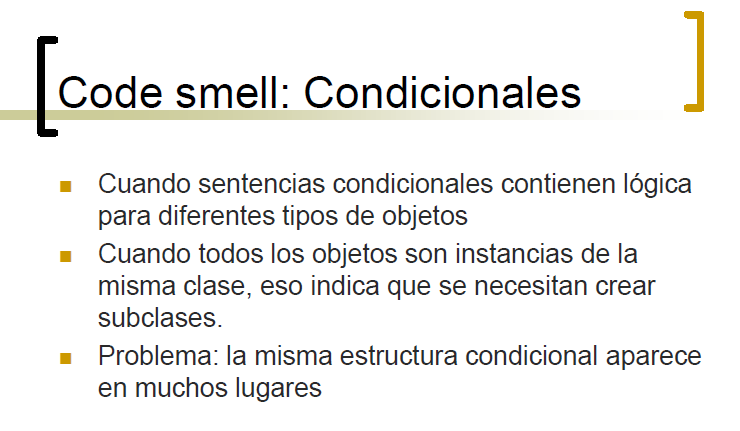 Code smell: Condicionales
Cuando sentencias condicionales contienen lógica
para diferentes tipos de objetos
Cuando todos los objetos son instancias de la
misma clase, eso indica que se necesitan crear
subclases.
Problema: la misma estructura condicional aparece
en muchos lugares